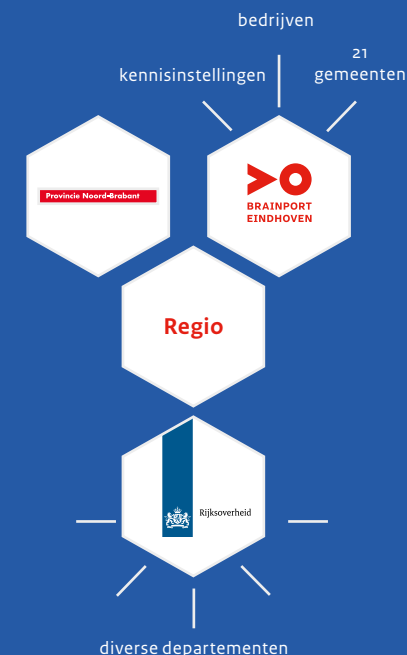 bedrijven
21
kennisinstellingen
gemeenten
Provincie Noord-Brabant
BRAINPORT
EINDHOVEN
Regio
Rijksoverheid
diverse departementen